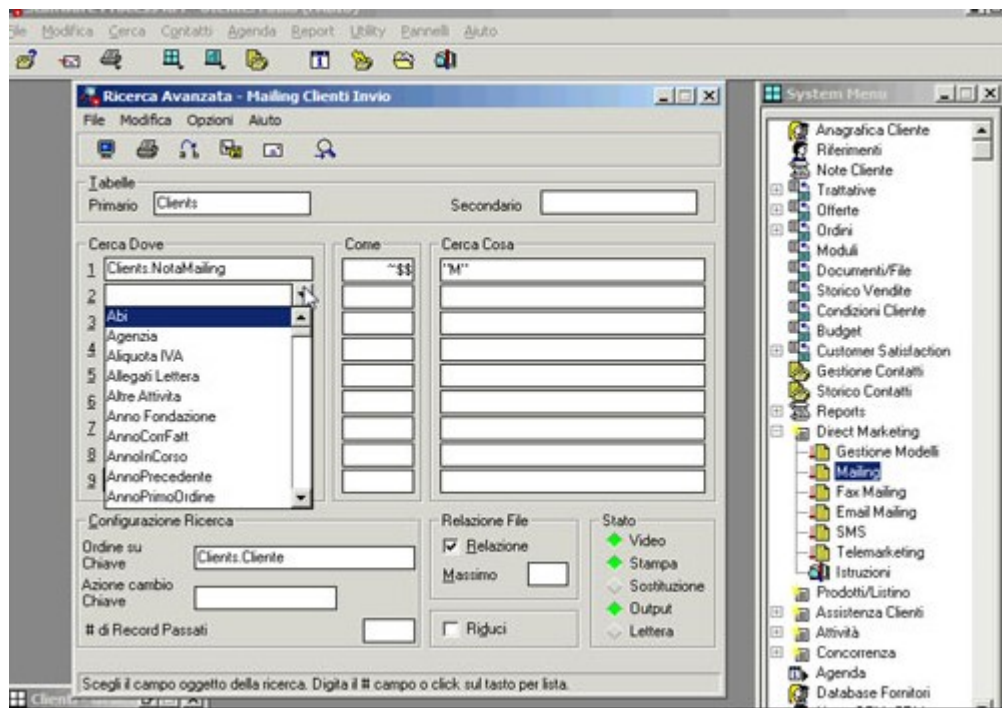 File Modifica Cerca Contatti Agenda Report Utility Pannelli Aiuto
Ricerca Avanzata - Mailing Clienti Invio
File Modifica Opzioni Aiuto
Tabelle
Primario Clients Secondario
Cerca Dove Come Cerca Cosa
1 Clients.NotaMailing ~$$ "M"
2
3 Abi
Agenzia
4 Aliquota IVA
5 Allegati Lettera
6 Altre Attivita
Anno Fondazione
7 AnnoCorrFatt
8 AnnoInCorso
9 AnnoPrecedente
AnnoPrimoOrdine
Configurazione Ricerca
Ordine su Chiave Clients.Cliente
Azione cambio Chiave
# di Record Passati
Relazione File
Relazione
Massimo
Riduci
Stato
Video
Stampa
Sostituzione
Output
Lettera
Scegli il campo oggetto della ricerca. Digita il # campo o click sul tasto per lista.
System Menu
Anagrafica Cliente
Riferimenti
Note Cliente
Trattative
Offerte
Ordini
Moduli
Documenti/File
Storico Vendite
Condizioni Cliente
Budget
Customer Satisfaction
Gestione Contatti
Storico Contatti
Reports
Direct Marketing
Gestione Modelli
Mailing
Fax Mailing
Email Mailing
SMS
Telemarketing
Istruzioni
Prodotti/Listino
Assistenza Clienti
Attività
Concorrenza
Agenda
Database Fornitori